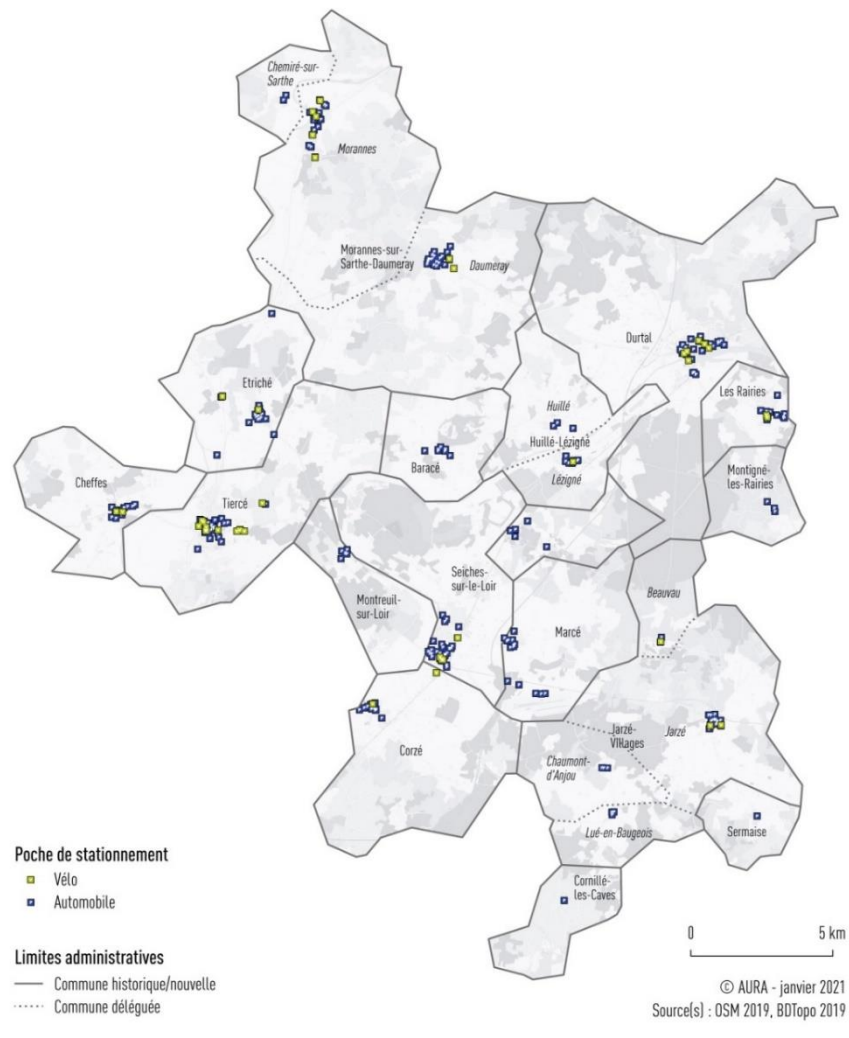 Chemiré-sur-
Sarthe
Morannes
Morannes-sur-
Sarthe-Daumeray
Daumeray
Durtal
Etriché
Les Rairies
Huillé
Huillé-Lézigné
Lézigné
Baracé
Montigné-
les-Rairies
Cheffes
Tiercé
Seiches-
sur-le-Loir
Montreuil-
sur-Loir
Beauvau
Marcé
Jarzé-
Villages
Jarzé
Corzé
Chaumont-
d'Anjou
Lué-en-Baugeois
Sermaise
Cornillé-
les-Caves
Poche de stationnement
Vélo
Automobile
Limites administratives
Commune historique/nouvelle
Commune déléguée
0 5 km
© AURA - janvier 2021
Source(s) : OSM 2019, BDTopo 2019